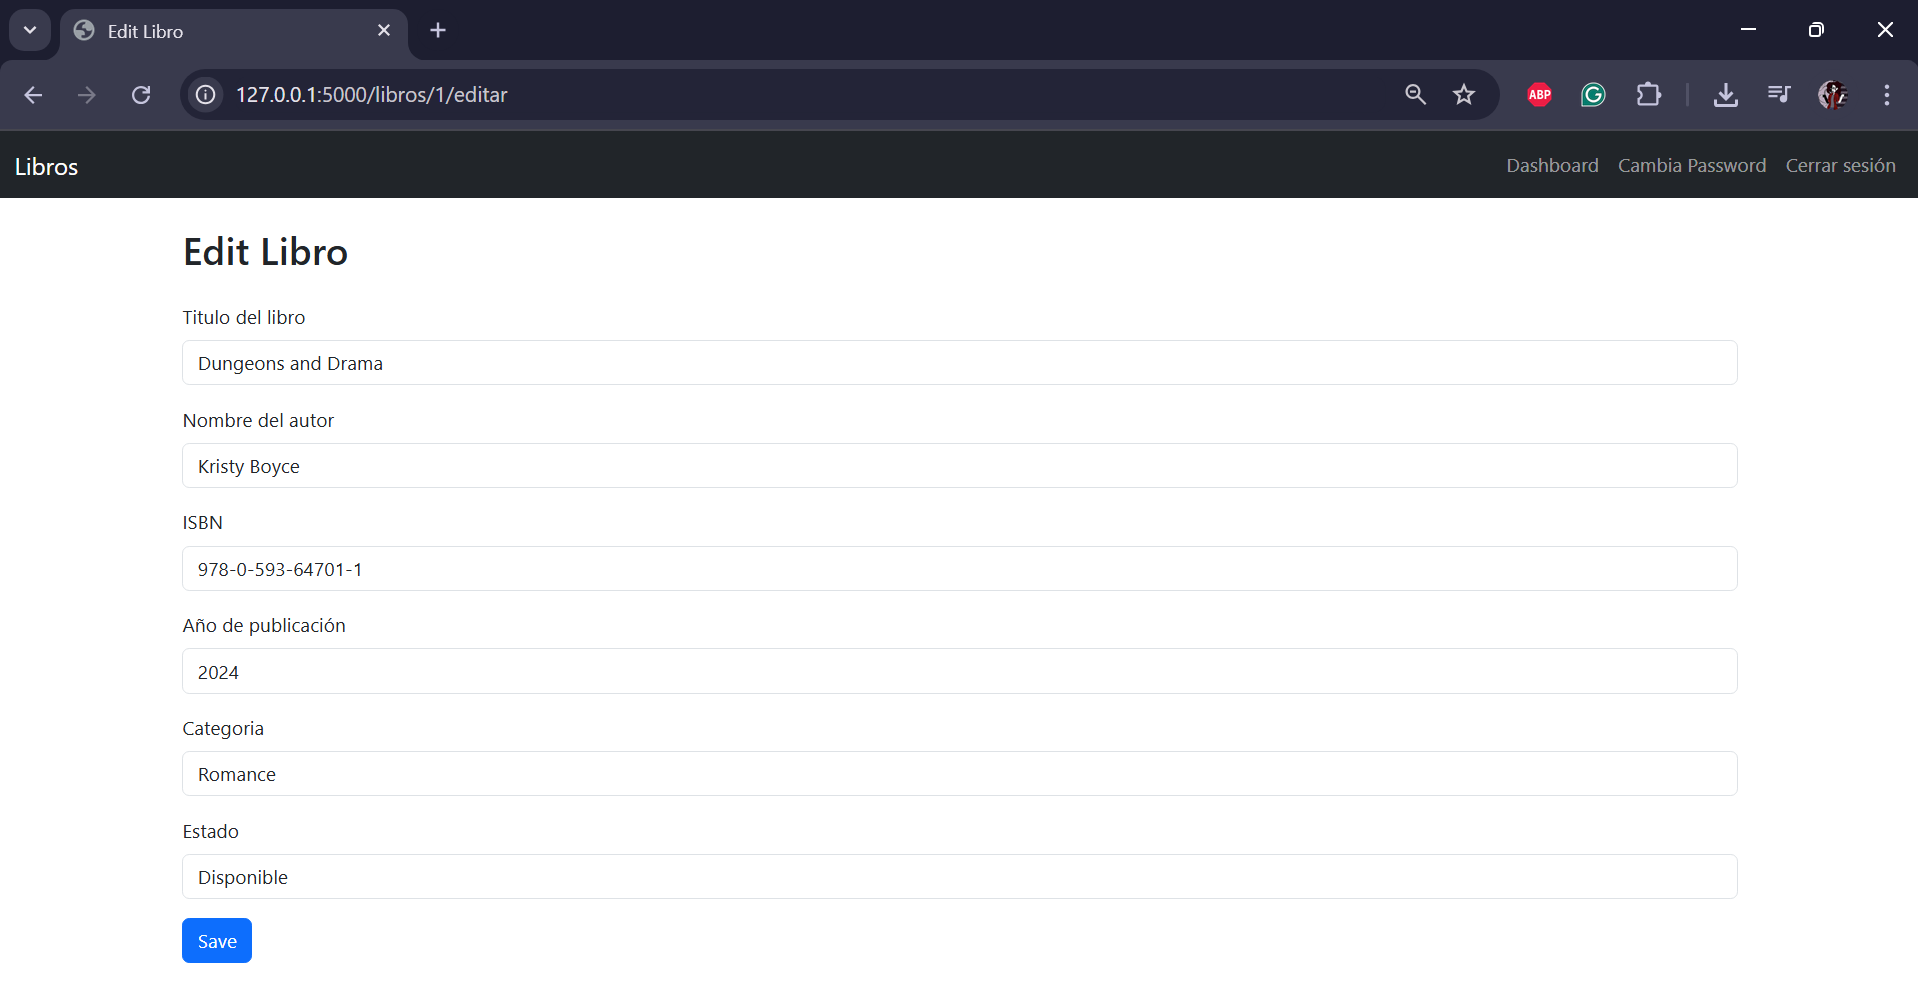 Edit Libro
127.0.0.1:5000/libros/1/editar
ABP
G
Libros
Dashboard Cambia Password Cerrar sesión
Edit Libro
Titulo del libro
Dungeons and Drama
Nombre del autor
Kristy Boyce
ISBN
978-0-593-64701-1
Año de publicación
2024
Categoria
Romance
Estado
Disponible
Save